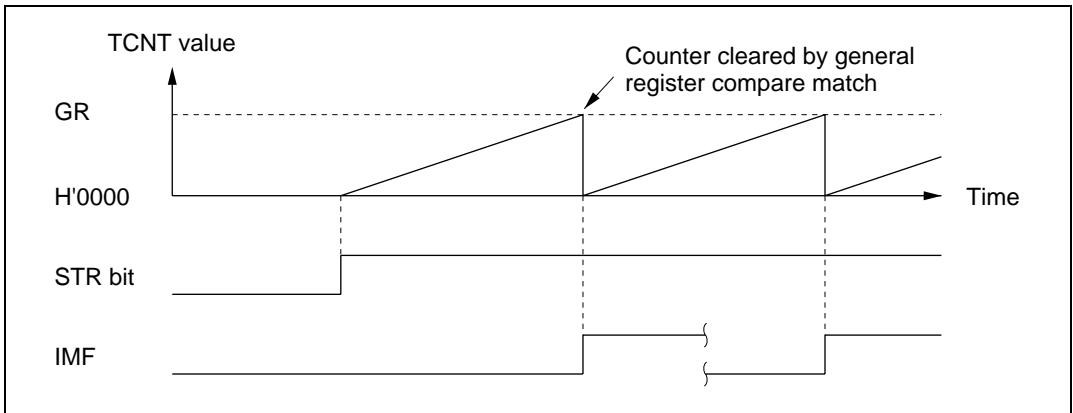 TCNT value
Counter cleared by general
register compare match
GR
H'0000
Time
STR bit
IMF